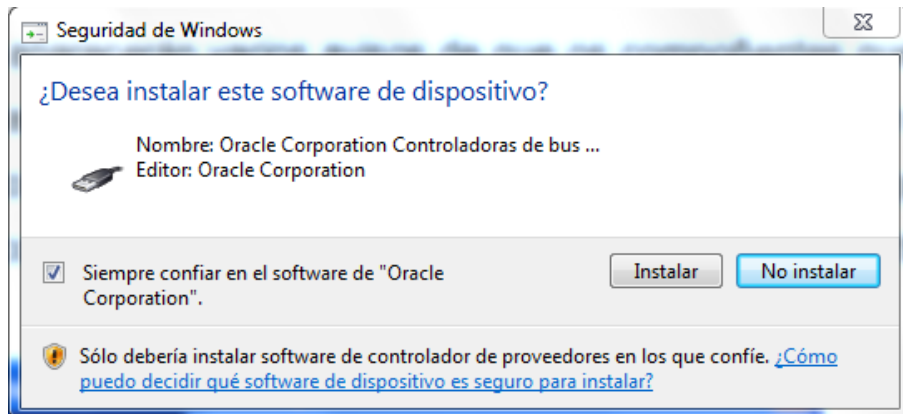 Seguridad de Windows
¿Desea instalar este software de dispositivo?
Nombre: Oracle Corporation Controladoras de bus ...
Editor: Oracle Corporation
Siempre confiar en el software de "Oracle
Corporation".
Instalar
No instalar
Sólo debería instalar software de controlador de proveedores en los que confíe. ¿Cómo
puedo decidir qué software de dispositivo es seguro para instalar?